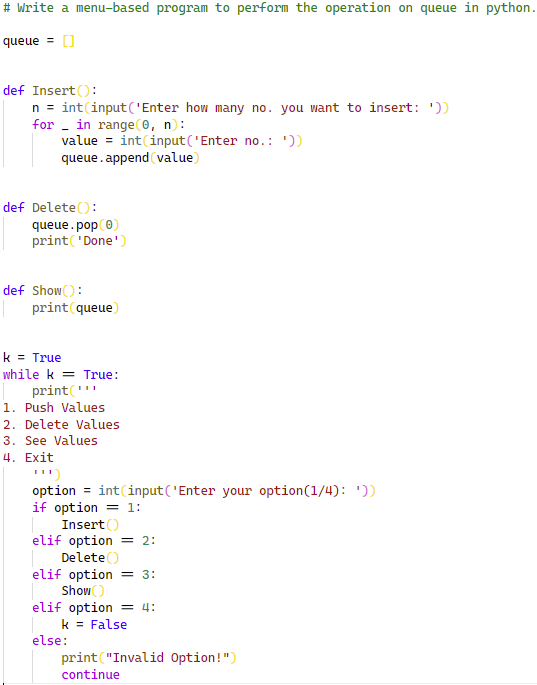 # Write a menu-based program to perform the operation on queue in python.
queue = []
def Insert():
    n = int(input('Enter how many no. you want to insert: '))
    for _ in range(0, n):
        value = int(input('Enter no.: '))
        queue.append(value)
def Delete():
    queue.pop(0)
    print('Done')
def Show():
    print(queue)
k = True
while k == True:
    print('''
1. Push Values
2. Delete Values
3. See Values
4. Exit
    ''')
    option = int(input('Enter your option(1/4): '))
    if option == 1:
        Insert()
    elif option == 2:
        Delete()
    elif option == 3:
        Show()
    elif option == 4:
        k = False
    else:
        print("Invalid Option!")
        continue